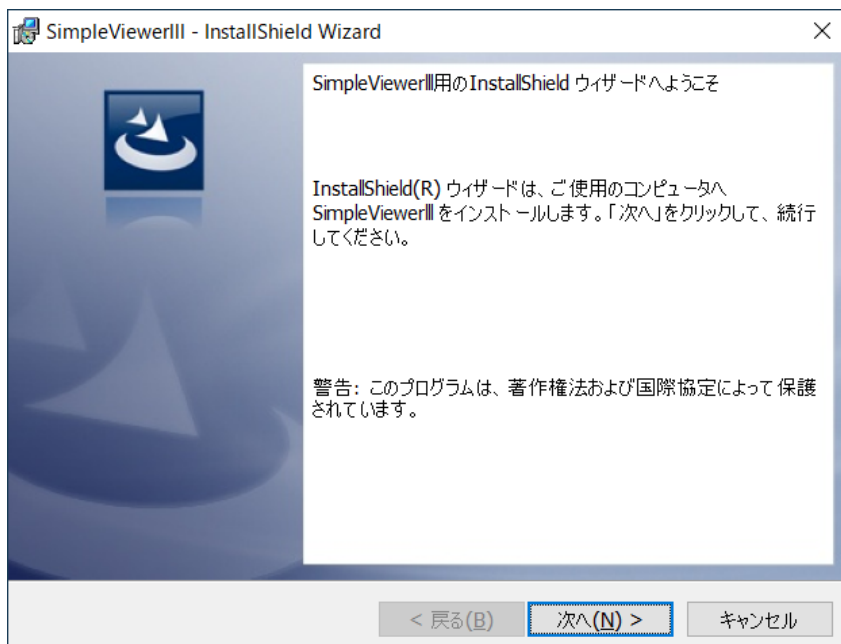 SimpleViewerIII - InstallShield Wizard
SimpleViewerIII用のInstallShield ウィザードへようこそ
InstallShield(R) ウィザードは、ご使用のコンピュータへ
SimpleViewerIII をインストールします。「次へ」をクリックして、続行
してください。
警告: このプログラムは、著作権法および国際協定によって保護
されています。
< 戻る(B) 次へ(N) > キャンセル